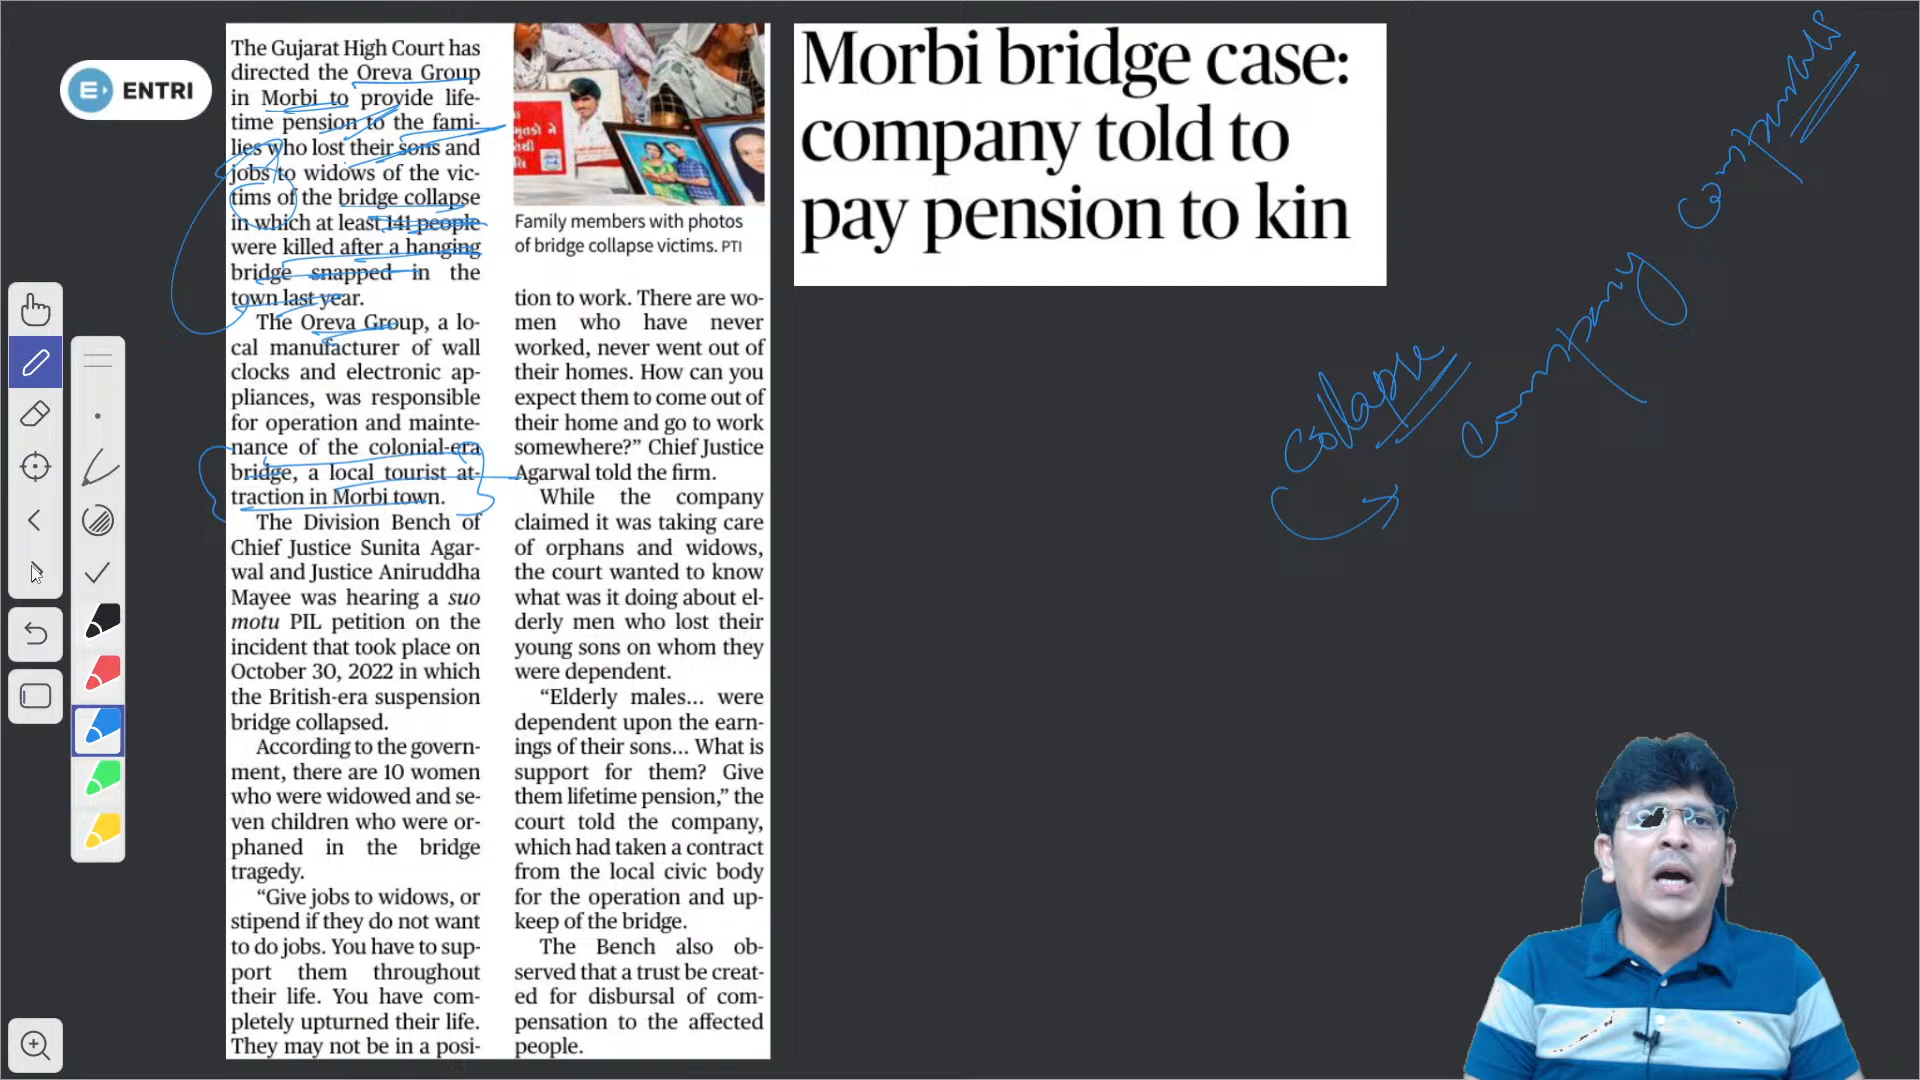 ENTRI
The Gujarat High Court has
directed the Oreva Group
in Morbi to provide life-
time pension to the fami-
lies who lost their sons and
jobs to widows of the vic-
tims of the bridge collapse
in which at least 141 people
were killed after a hanging
bridge snapped in the
town last year.
The Oreva Group, a lo-
cal manufacturer of wall
clocks and electronic ap-
pliances, was responsible
for operation and mainte-
nance of the colonial-era
bridge, a local tourist at-
traction in Morbi town.
The Division Bench of
Chief Justice Sunita Agar-
wal and Justice Aniruddha
Mayee was hearing a suo
motu PIL petition on the
incident that took place on
October 30, 2022 in which
the British-era suspension
bridge collapsed.
According to the govern-
ment, there are 10 women
who were widowed and se-
ven children who were or-
phaned in the bridge
tragedy.
“Give jobs to widows, or
stipend if they do not want
to do jobs. You have to sup-
port them throughout
their life. You have com-
pletely upturned their life.
They may not be in a posi-
Family members with photos
of bridge collapse victims. PTI
tion to work. There are wo-
men who have never
worked, never went out of
their homes. How can you
expect them to come out of
their home and go to work
somewhere?” Chief Justice
Agarwal told the firm.
While the company
claimed it was taking care
of orphans and widows,
the court wanted to know
what was it doing about el-
derly men who lost their
young sons on whom they
were dependent.
“Elderly males... were
dependent upon the earn-
ings of their sons... What is
support for them? Give
them lifetime pension,” the
court told the company,
which had taken a contract
from the local civic body
for the operation and up-
keep of the bridge.
The Bench also ob-
served that a trust be creat-
ed for disbursal of com-
pensation to the affected
people.
Morbi bridge case:
company told to
pay pension to kin
collapse
company